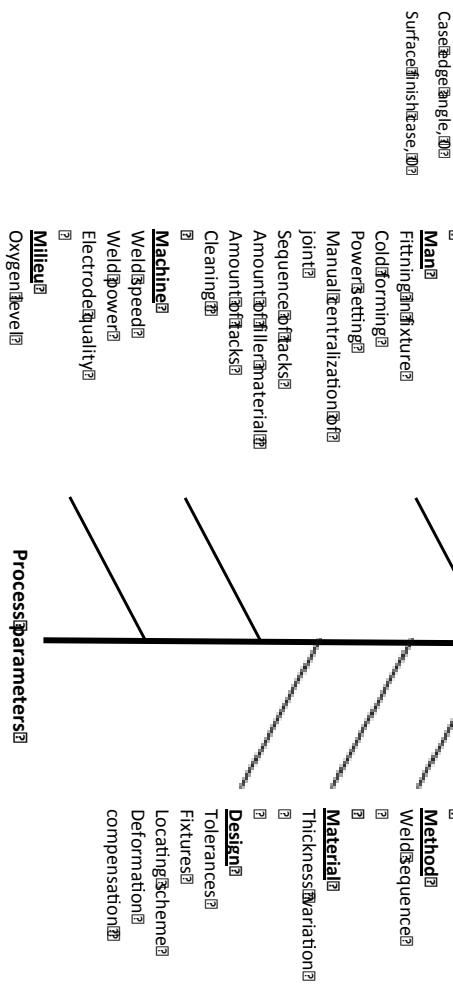 Case edge angle, 0
Surface finish case, 0
Man
Fittning in fixture
Cold forming
Power setting
Manual centralization of
joint
Sequence of tacks
Amount of filler material
Amount of tacks
Cleaning
Machine
Weld speed
Weld power
Electrode quality
Milieu
Oxygen level
Process parameters
Method
Weld sequence
Material
Thickness variation
Design
Tolerances
Fixtures
Locating scheme
Deformation
compensation